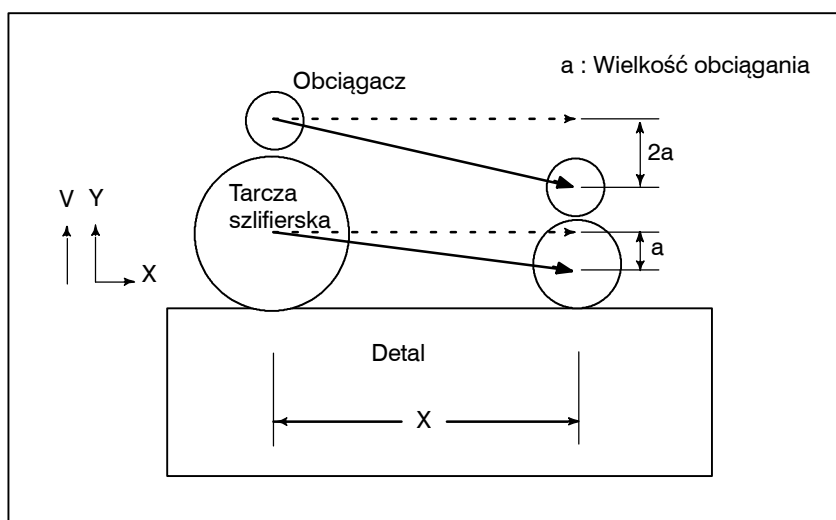 a : Wielkość obciągania
Obciągacz
2a
Tarcza
szlifierska
V Y
a
X
Detal
X